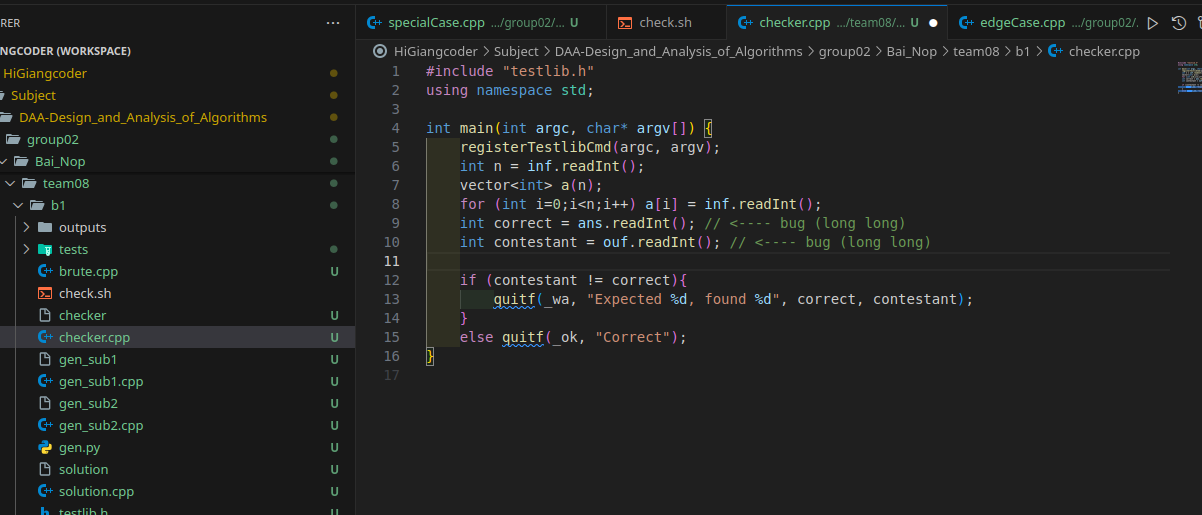 RER ...
specialCase.cpp .../group02/... U
check.sh
checker.cpp .../team08/... U
edgeCase.cpp .../group02/.
NGCODER (WORKSPACE)
HiGiangcoder
Subject
DAA-Design_and_Analysis_of_Algorithms
group02
Bai_Nop
team08
b1
outputs
tests
brute.cpp U
check.sh
checker U
checker.cpp U
gen_sub1 U
gen_sub1.cpp U
gen_sub2 U
gen_sub2.cpp U
gen.py U
solution U
solution.cpp U
testlib.h U
HiGiangcoder > Subject > DAA-Design_and_Analysis_of_Algorithms > group02 > Bai_Nop > team08 > b1 > checker.cpp
1 #include "testlib.h"
2 using namespace std;
3
4 int main(int argc, char* argv[]) {
5 registerTestlibCmd(argc, argv);
6 int n = inf.readInt();
7 vector<int> a(n);
8 for (int i=0;i<n;i++) a[i] = inf.readInt();
9 int correct = ans.readInt(); // <---- bug (long long)
10 int contestant = ouf.readInt(); // <---- bug (long long)
11
12 if (contestant != correct){
13 quitf(_wa, "Expected %d, found %d", correct, contestant);
14 }
15 else quitf(_ok, "Correct");
16 }
17